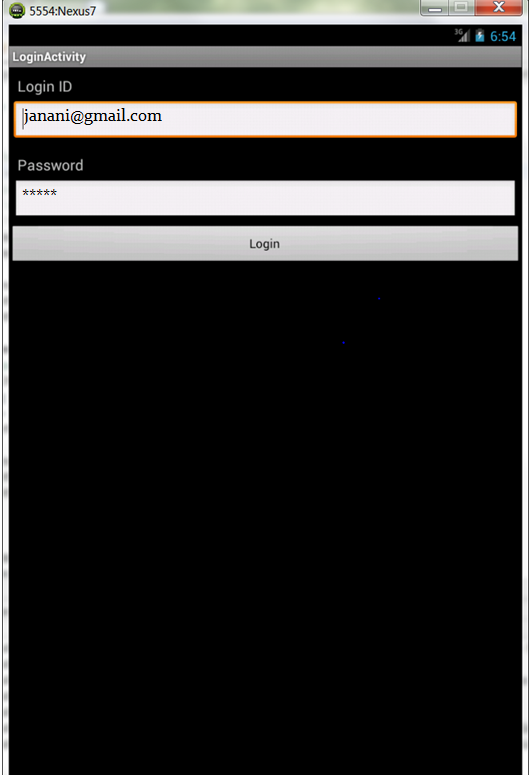 5554:Nexus7
3G 6:54
LoginActivity
Login ID
janani@gmail.com
Password
*****
Login